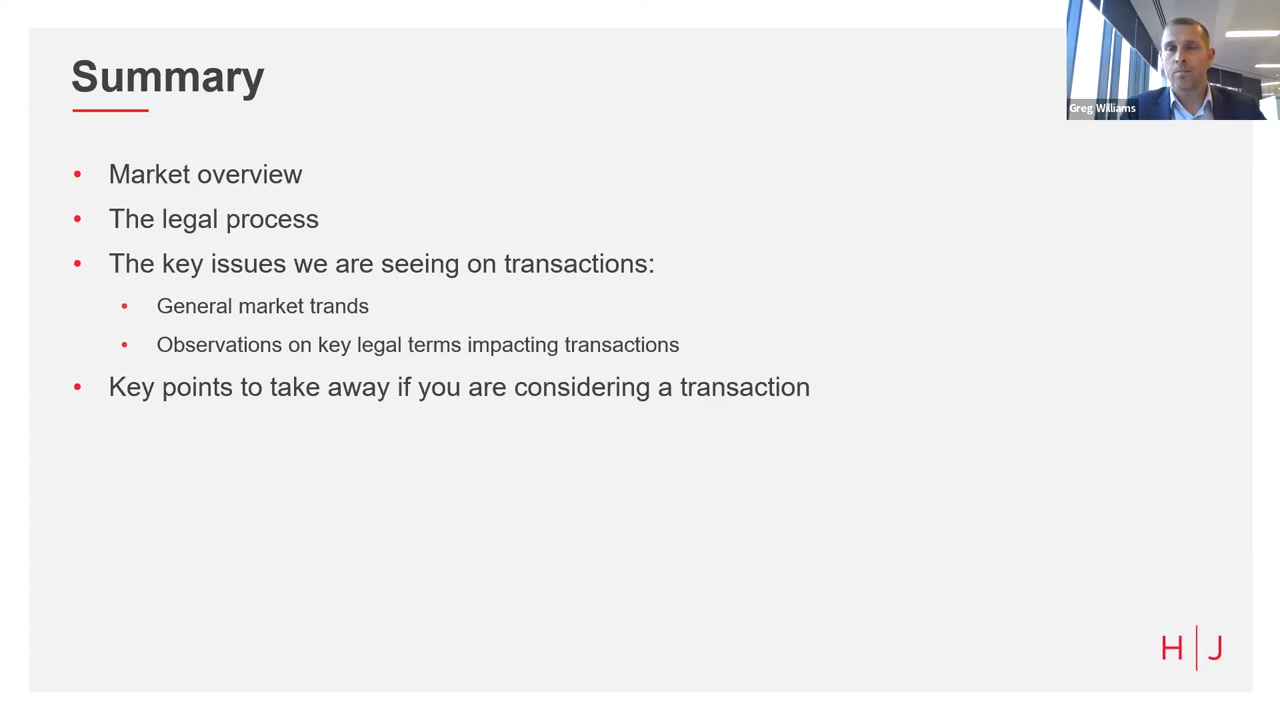 Summary
Greg Williams
• Market overview
• The legal process
• The key issues we are seeing on transactions:
• General market trands
• Observations on key legal terms impacting transactions
• Key points to take away if you are considering a transaction
H | J